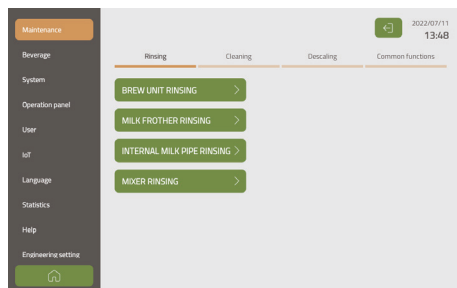 Maintenance
Beverage
System
Operation panel
User
IoT
Language
Statistics
Help
Engineering setting
2022/07/11
13:48
Rinsing Cleaning Descaling Common functions
BREW UNIT RINSING
MILK FROTHER RINSING
INTERNAL MILK PIPE RINSING
MIXER RINSING